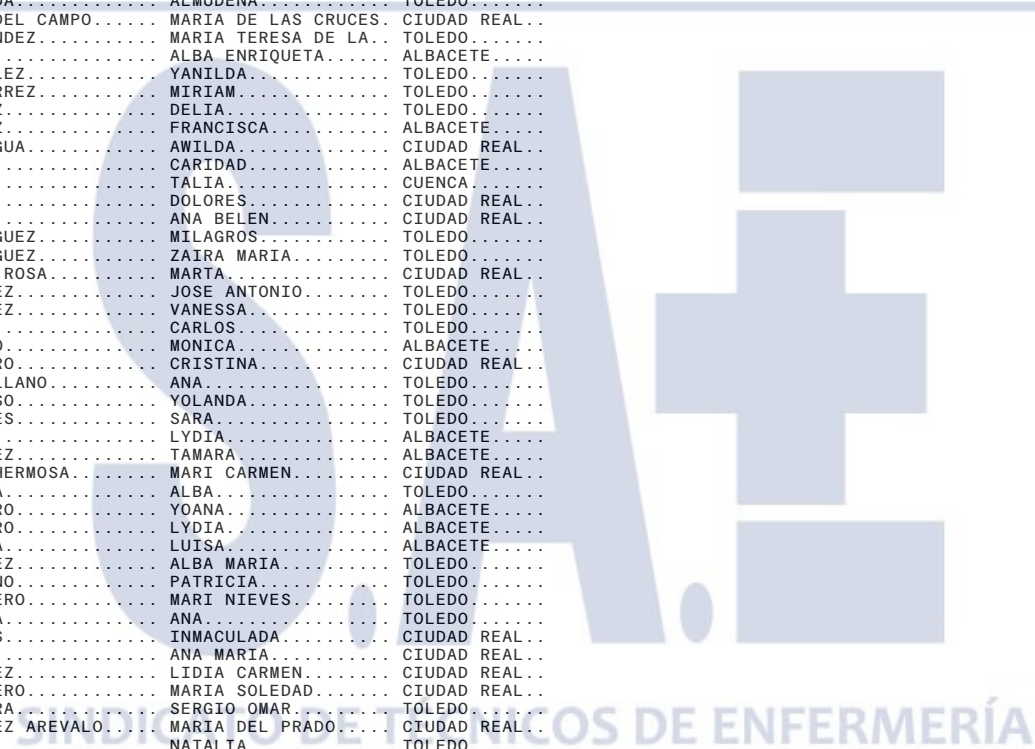 DEL CAMPO...... MARIA DE LAS CRUCES. CIUDAD REAL..
NDEZ........... MARIA TERESA DE LA.. TOLEDO.......
............... ALBA ENRIQUETA...... ALBACETE.....
LEZ............ YANILDA............. TOLEDO.......
RREZ........... MIRIAM.............. TOLEDO.......
Z.............. DELIA............... TOLEDO.......
Z.............. FRANCISCA........... ALBACETE.....
GUA............ AWILDA.............. CIUDAD REAL..
............... CARIDAD............. ALBACETE.....
............... TALIA............... CUENCA.......
............... DOLORES............. CIUDAD REAL..
............... ANA BELEN........... CIUDAD REAL..
GUEZ........... MILAGROS............ TOLEDO.......
GUEZ........... ZAIRA MARIA......... TOLEDO.......
ROSA........... MARTA............... CIUDAD REAL..
EZ............. JOSE ANTONIO........ TOLEDO.......
EZ............. VANESSA............. TOLEDO.......
............... CARLOS.............. TOLEDO.......
O.............. MONICA.............. ALBACETE.....
RO............. CRISTINA............ CIUDAD REAL..
LLANO.......... ANA................. TOLEDO.......
SO............. YOLANDA............. TOLEDO.......
ES............. SARA................ TOLEDO.......
............... LYDIA............... ALBACETE.....
EZ............. TAMARA.............. ALBACETE.....
HERMOSA........ MARI CARMEN......... CIUDAD REAL..
A.............. ALBA................ TOLEDO.......
RO............. YOANA............... ALBACETE.....
RO............. LYDIA............... ALBACETE.....
A.............. LUISA............... ALBACETE.....
EZ............. ALBA MARIA.......... TOLEDO.......
NO............. PATRICIA............ TOLEDO.......
ERO............ MARI NIEVES......... TOLEDO.......
A.............. ANA................. TOLEDO.......
S.............. INMACULADA.......... CIUDAD REAL..
............... ANA MARIA........... CIUDAD REAL..
EZ............. LIDIA CARMEN........ CIUDAD REAL..
ERO............ MARIA SOLEDAD....... CIUDAD REAL..
RA............. SERGIO OMAR......... TOLEDO.......
EZ AREVALO..... MARIA DEL PRADO..... CIUDAD REAL..
NATALIA TOLEDO
S.A.E
SINDICATO DE TÉCNICOS DE ENFERMERÍA